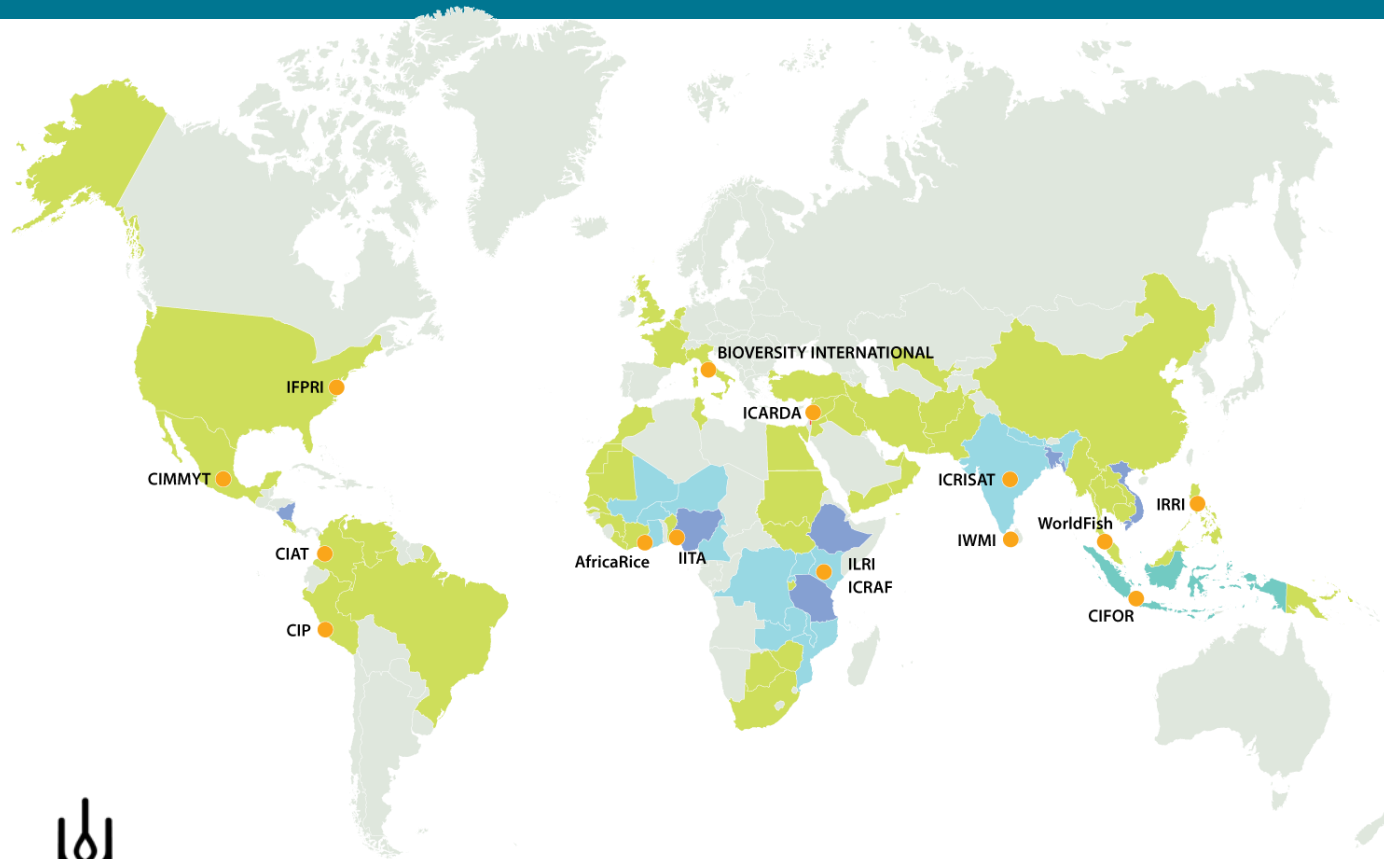 BIOVERSITY INTERNATIONAL
IFPRI
ICARDA
CIMMYT
ICRISAT
IRRI
WorldFish
IWMI
CIAT
AfricaRice
IITA
ILRI
ICRAF
CIFOR
CIP